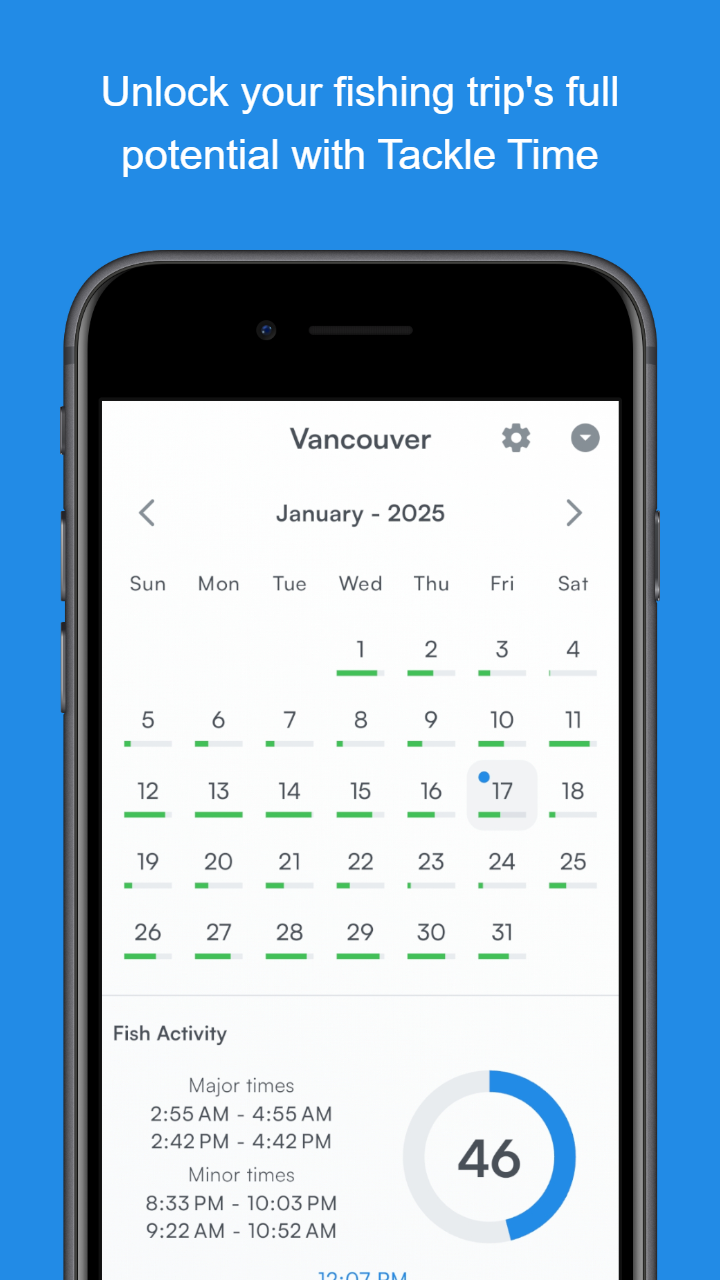 Unlock your fishing trip's full
potential with Tackle Time
Vancouver
January - 2025
Sun Mon Tue Wed Thu Fri Sat
1 2 3 4
5 6 7 8 9 10 11
12 13 14 15 16 17 18
19 20 21 22 23 24 25
26 27 28 29 30 31
Fish Activity
Major times
2:55 AM - 4:55 AM
2:42 PM - 4:42 PM
Minor times
8:33 PM - 10:03 PM
9:22 AM - 10:52 AM
46
12:07 PM